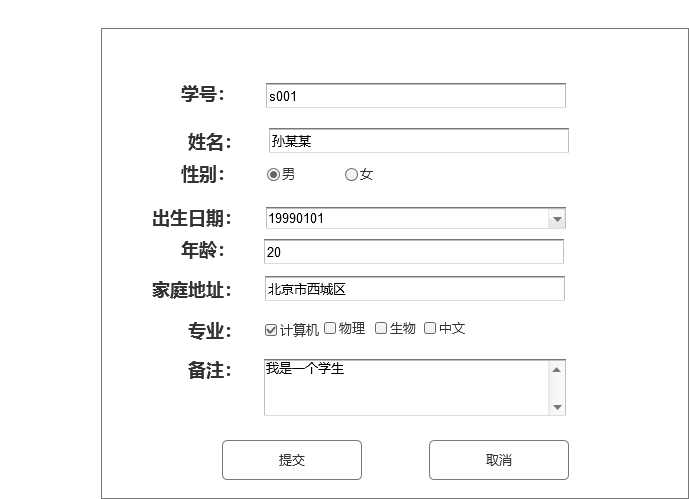 学号： s001
姓名： 孙某某
性别： 男 女
出生日期： 19990101
年龄： 20
家庭地址： 北京市西城区
专业： 计算机 物理 生物 中文
备注： 我是一个学生
提交 取消